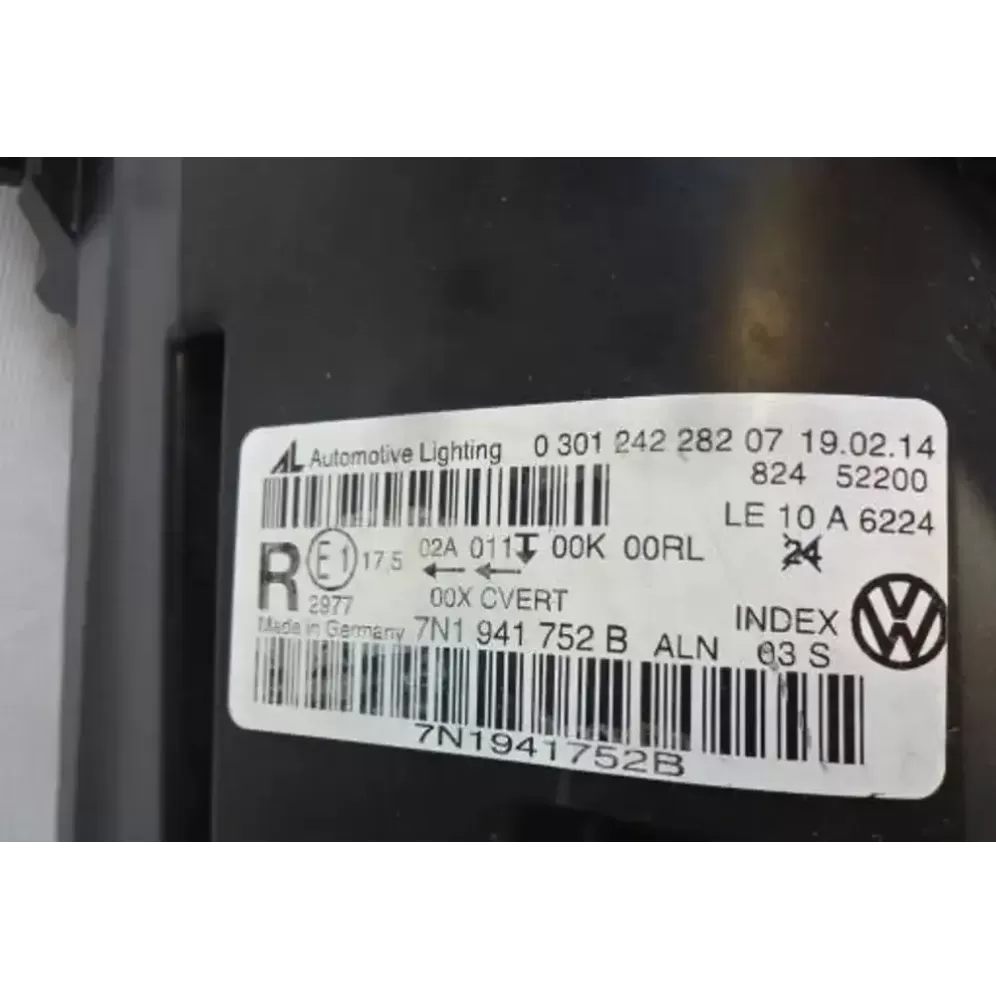 AL Automotive Lighting 0 301 242 282 07 19.02.14
824 52200
LE 10 A 6224
24
R E1 17,5 02A 011 00K 00RL
2977 00X CVERT
INDEX
Made in Germany 7N1 941 752 B ALN 03 S
7N1941752B